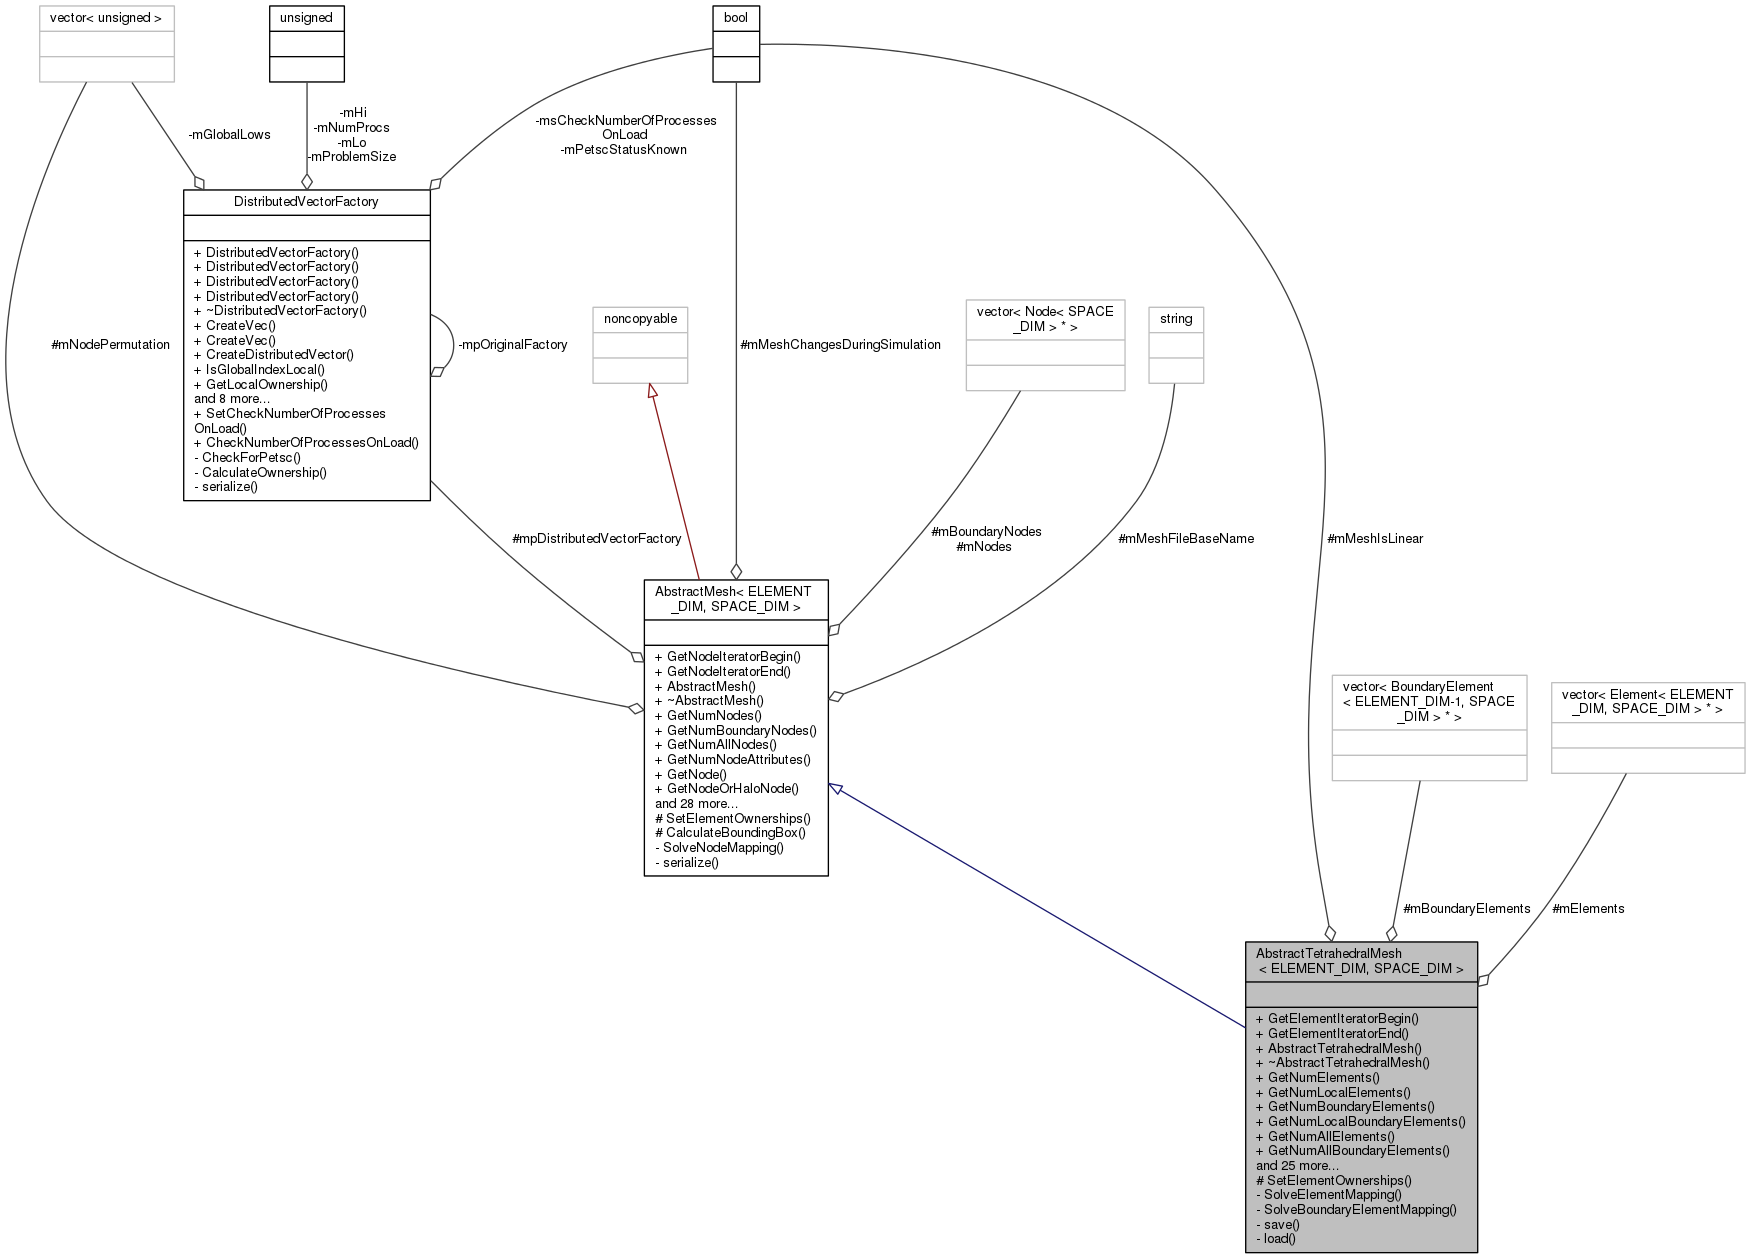 vector< unsigned >
unsigned
bool
-mGlobalLows
-mHi
-mNumProcs
-mLo
-mProblemSize
-msCheckNumberOfProcesses
OnLoad
-mPetscStatusKnown
DistributedVectorFactory
+ DistributedVectorFactory()
+ DistributedVectorFactory()
+ DistributedVectorFactory()
+ DistributedVectorFactory()
+ ~DistributedVectorFactory()
+ CreateVec()
+ CreateVec()
+ CreateDistributedVector()
+ IsGlobalIndexLocal()
+ GetLocalOwnership()
and 8 more...
+ SetCheckNumberOfProcesses
OnLoad()
+ CheckNumberOfProcessesOnLoad()
- CheckForPetsc()
- CalculateOwnership()
- serialize()
#mNodePermutation
-mpOriginalFactory
noncopyable
#mMeshChangesDuringSimulation
vector< Node< SPACE
_DIM > * >
string
#mpDistributedVectorFactory
#mBoundaryNodes
#mNodes
#mMeshFileBaseName
#mMeshIsLinear
AbstractMesh< ELEMENT
_DIM, SPACE_DIM >
+ GetNodeIteratorBegin()
+ GetNodeIteratorEnd()
+ AbstractMesh()
+ ~AbstractMesh()
+ GetNumNodes()
+ GetNumBoundaryNodes()
+ GetNumAllNodes()
+ GetNumNodeAttributes()
+ GetNode()
+ GetNodeOrHaloNode()
and 28 more...
# SetElementOwnerships()
# CalculateBoundingBox()
- SolveNodeMapping()
- serialize()
vector< BoundaryElement
< ELEMENT_DIM-1, SPACE
_DIM > * >
vector< Element< ELEMENT
_DIM, SPACE_DIM > * >
#mBoundaryElements
#mElements
AbstractTetrahedralMesh
< ELEMENT_DIM, SPACE_DIM >
+ GetElementIteratorBegin()
+ GetElementIteratorEnd()
+ AbstractTetrahedralMesh()
+ ~AbstractTetrahedralMesh()
+ GetNumElements()
+ GetNumLocalElements()
+ GetNumBoundaryElements()
+ GetNumLocalBoundaryElements()
+ GetNumAllElements()
+ GetNumAllBoundaryElements()
and 25 more...
# SetElementOwnerships()
- SolveElementMapping()
- SolveBoundaryElementMapping()
- save()
- load()